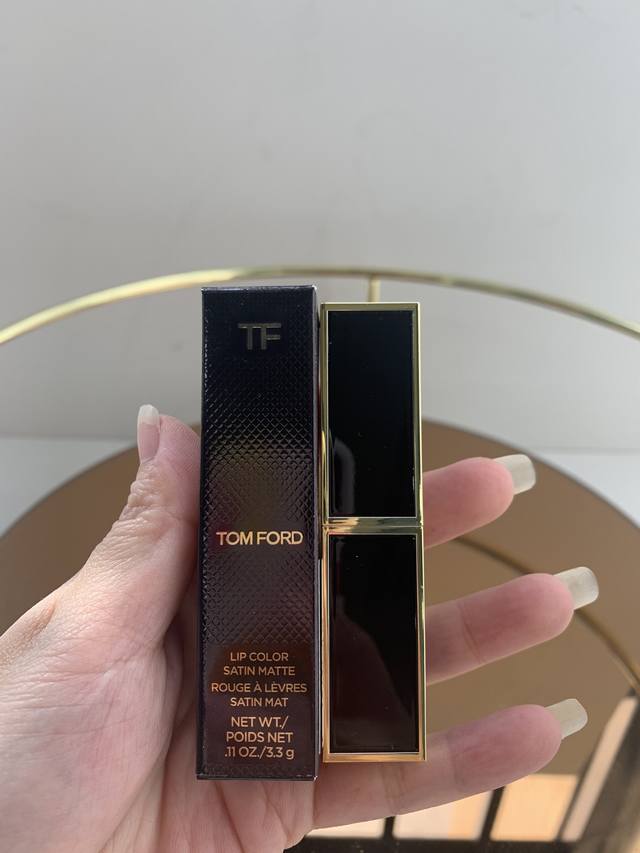 TF
TOM FORD
LIP COLOR
SATIN MATTE
ROUGE À LÈVRES
SATIN MAT
NET WT./
POIDS NET
.11 OZ./3.3 g